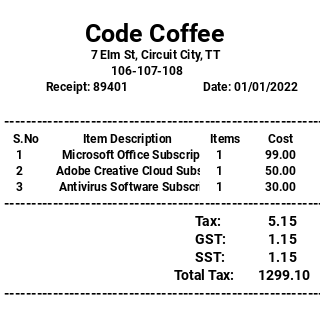 Code Coffee
7 Elm St, Circuit City, TT
106-107-108
Receipt: 89401 Date: 01/01/2022
S.No Item Description Items Cost
1 Microsoft Office Subscrip 1 99.00
2 Adobe Creative Cloud Subs 1 50.00
3 Antivirus Software Subscri 1 30.00
Tax: 5.15
GST: 1.15
SST: 1.15
Total Tax: 1299.10